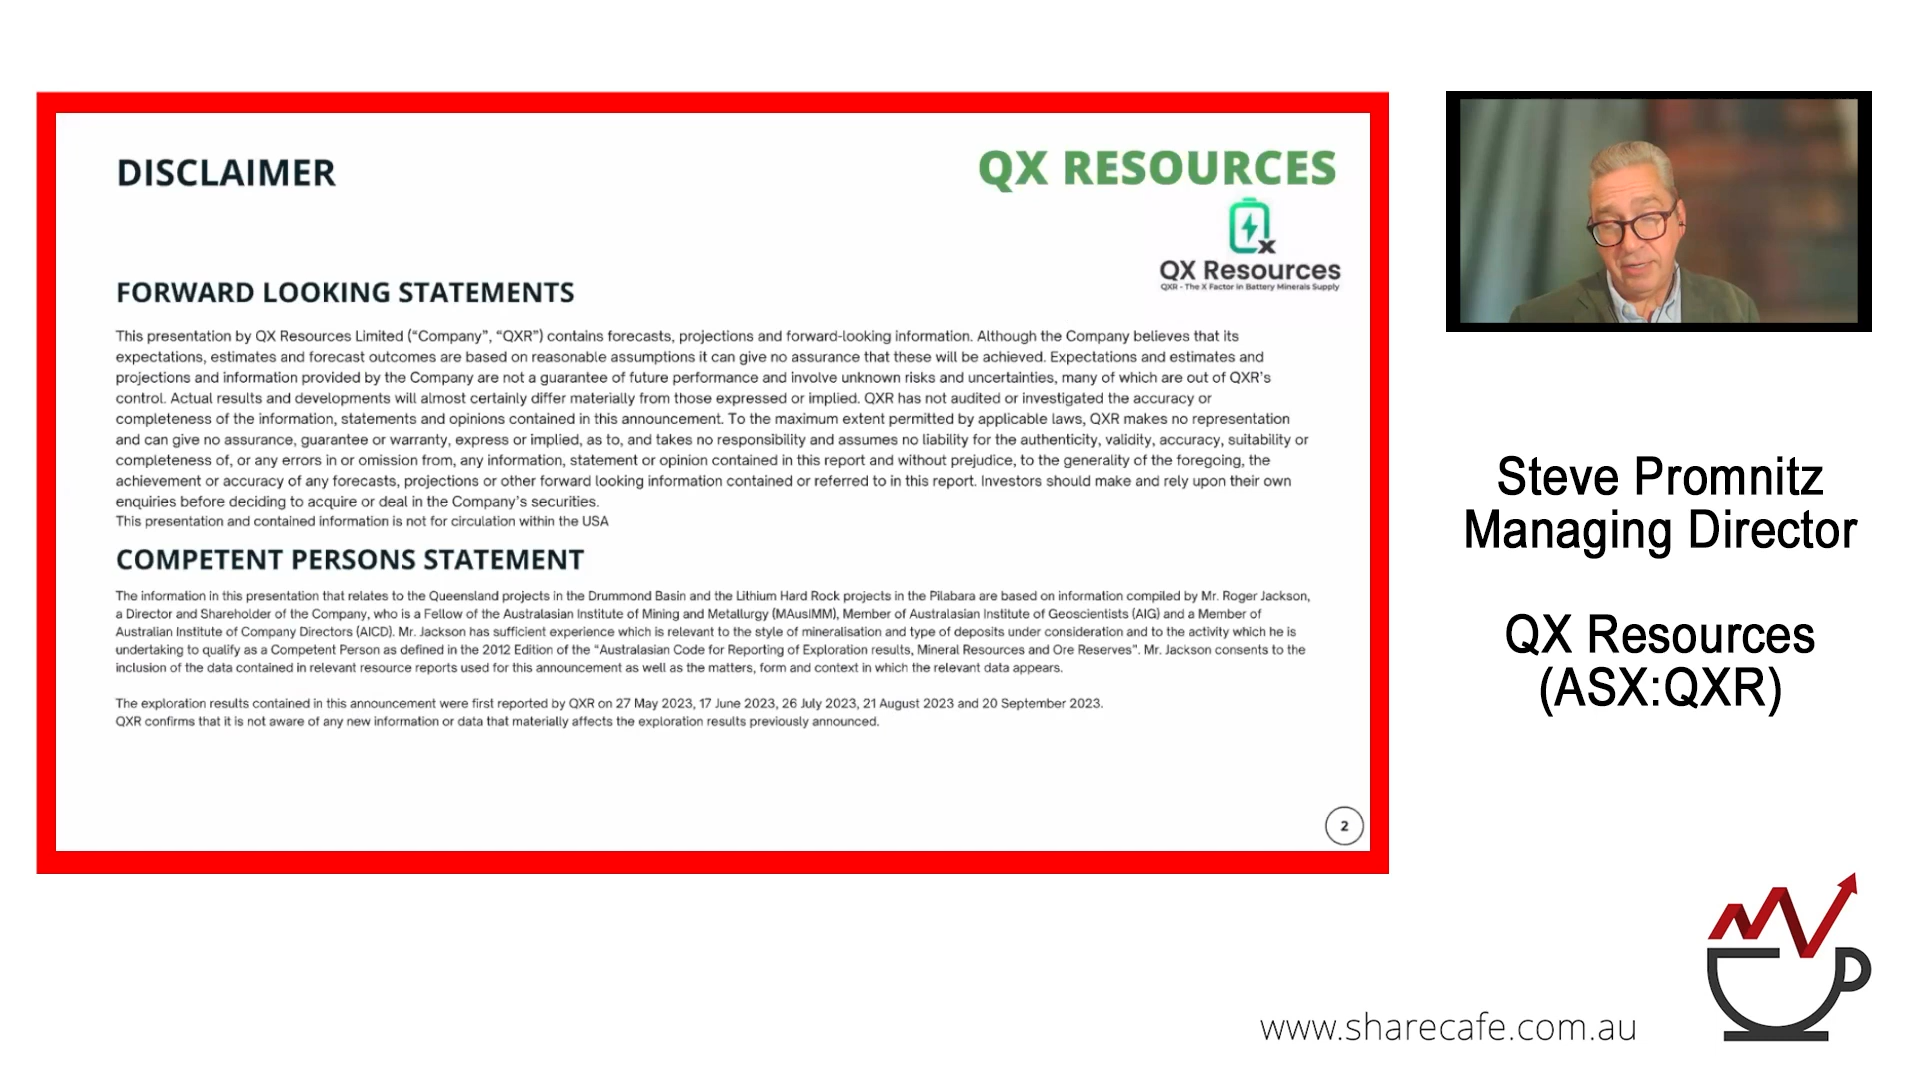 DISCLAIMER
QX RESOURCES
X
QX Resources
QXR - The X Factor In Battery Minerals Supply
FORWARD LOOKING STATEMENTS
This presentation by QX Resources Limited (“Company”, “QXR”) contains forecasts, projections and forward-looking information. Although the Company believes that its
expectations, estimates and forecast outcomes are based on reasonable assumptions it can give no assurance that these will be achieved. Expectations and estimates and
projections and information provided by the Company are not a guarantee of future performance and involve unknown risks and uncertainties, many of which are out of QXR’s
control. Actual results and developments will almost certainly differ materially from those expressed or implied. QXR has not audited or investigated the accuracy or
completeness of the information, statements and opinions contained in this announcement. To the maximum extent permitted by applicable laws, QXR makes no representation
and can give no assurance, guarantee or warranty, express or implied, as to, and takes no responsibility and assumes no liability for the authenticity, validity, accuracy, suitability or
completeness of, or any errors in or omission from, any information, statement or opinion contained in this report and without prejudice, to the generality of the foregoing, the
achievement or accuracy of any forecasts, projections or other forward looking information contained or referred to in this report. Investors should make and rely upon their own
enquiries before deciding to acquire or deal in the Company’s securities.
This presentation and contained information is not for circulation within the USA
COMPETENT PERSONS STATEMENT
The information in this presentation that relates to the Queensland projects in the Drummond Basin and the Lithium Hard Rock projects in the Pilabara are based on information compiled by Mr. Roger Jackson,
a Director and Shareholder of the Company, who is a Fellow of the Australasian Institute of Mining and Metallurgy (MAusIMM), Member of Australasian Institute of Geoscientists (AIG) and a Member of
Australian Institute of Company Directors (AICD). Mr. Jackson has sufficient experience which is relevant to the style of mineralisation and type of deposits under consideration and to the activity which he is
undertaking to qualify as a Competent Person as defined in the 2012 Edition of the “Australasian Code for Reporting of Exploration results, Mineral Resources and Ore Reserves”. Mr. Jackson consents to the
inclusion of the data contained in relevant resource reports used for this announcement as well as the matters, form and context in which the relevant data appears.
The exploration results contained in this announcement were first reported by QXR on 27 May 2023, 17 June 2023, 26 July 2023, 21 August 2023 and 20 September 2023.
QXR confirms that it is not aware of any new information or data that materially affects the exploration results previously announced.
2
Steve Promnitz
Managing Director
QX Resources
(ASX:QXR)
www.sharecafe.com.au